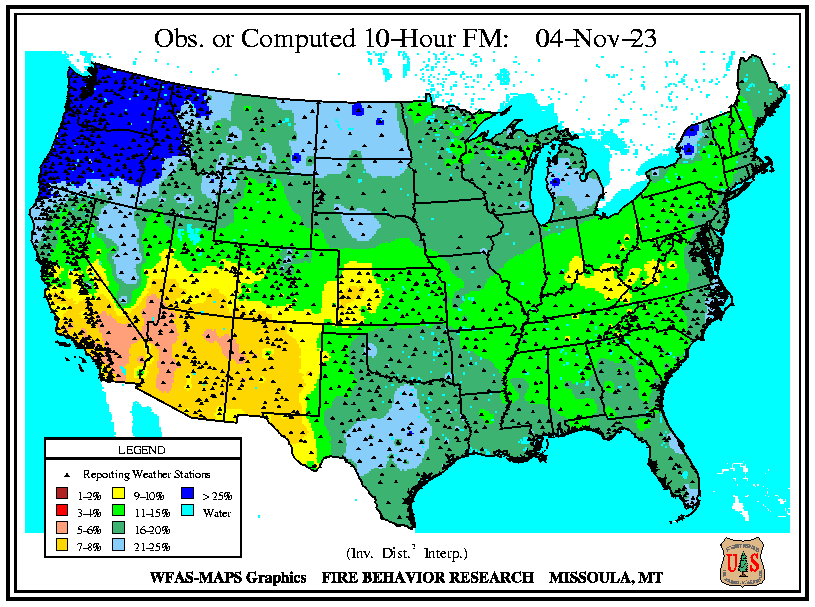 Obs. or Computed 10-Hour FM: 04-Nov-23
LEGEND
Reporting Weather Stations
1-2% 9-10% > 25%
3-4% 11-15% Water
5-6% 16-20%
7-8% 21-25%
(Inv. Dist.² Interp.)
WFAS-MAPS Graphics FIRE BEHAVIOR RESEARCH MISSOULA, MT
U S